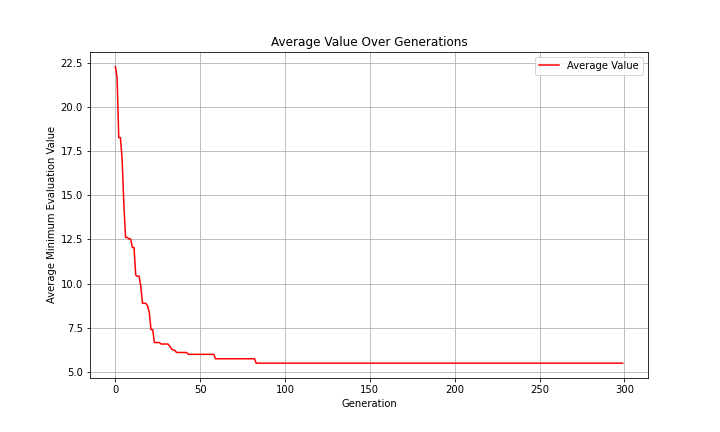 Average Value Over Generations
Average Value
Average Minimum Evaluation Value
22.5
20.0
17.5
15.0
12.5
10.0
7.5
5.0
0 50 100 150 200 250 300
Generation